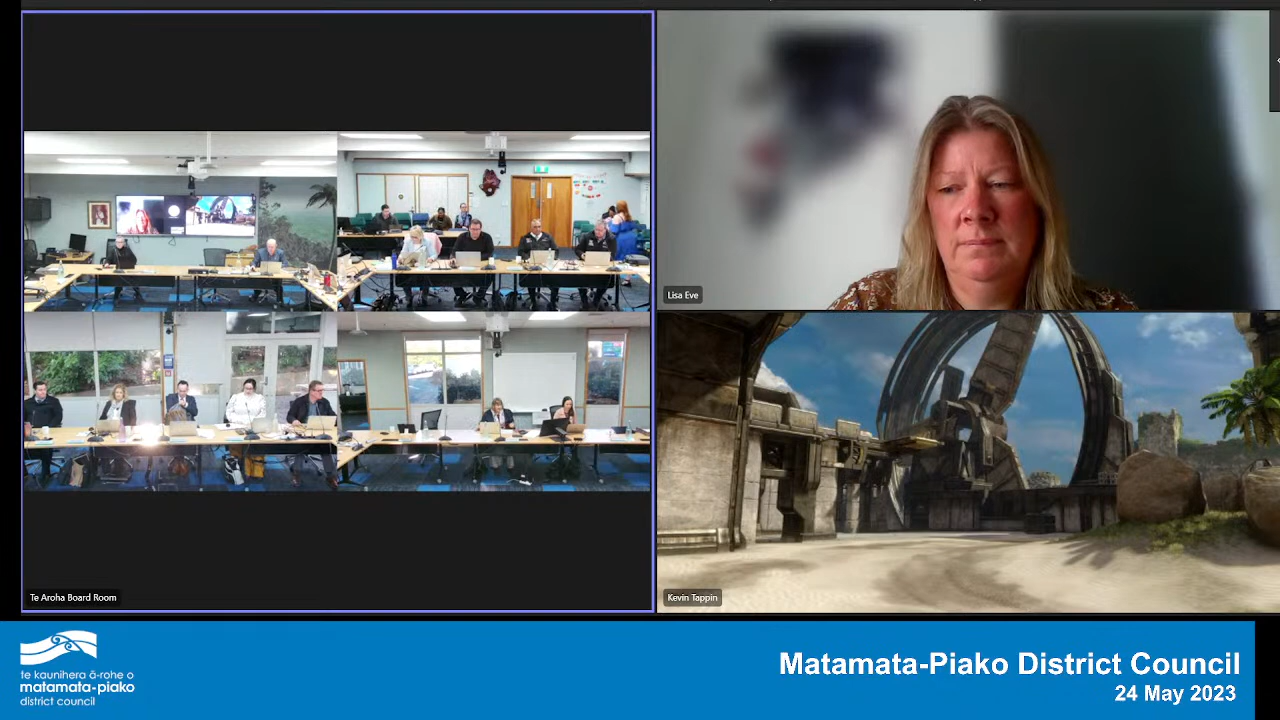 Lisa Eve
Te Aroha Board Room
Kevin Tappin
te kaunihera ā-rohe o
matamata-piako
district council
Matamata-Piako District Council
24 May 2023